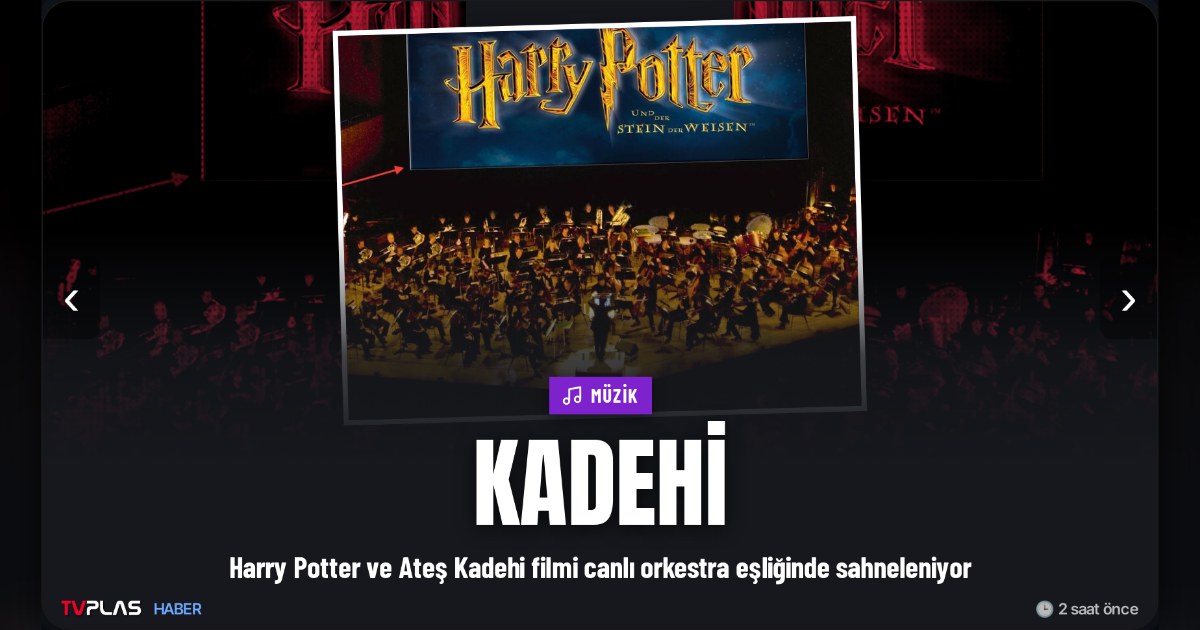 Harry Potter
UND DER
STEIN DER WEISEN™
ISEN™
MÜZİK
KADEHİ
Harry Potter ve Ateş Kadehi filmi canlı orkestra eşliğinde sahneleniyor
TVPLAS HABER
2 saat önce